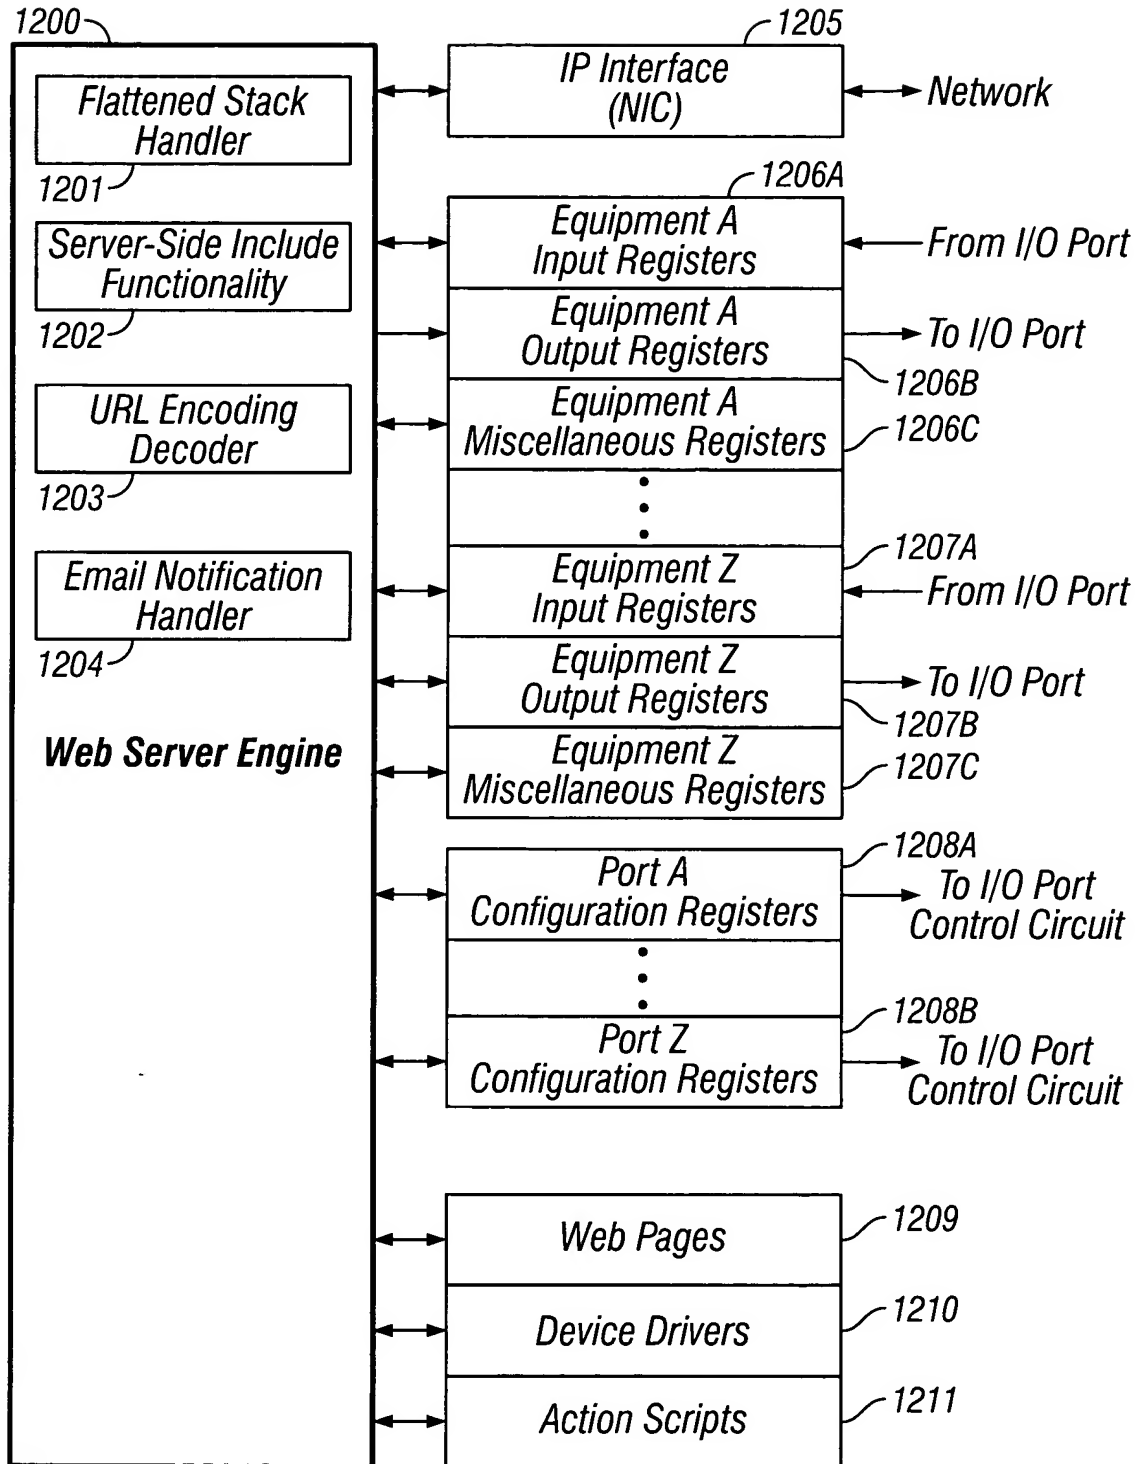 1200
1205
Flattened Stack
Handler
1201
IP Interface
(NIC)
Network
Server-Side Include
Functionality
1202
1206A
Equipment A
Input Registers
From I/O Port
Equipment A
Output Registers
To I/O Port
1206B
URL Encoding
Decoder
1203
Equipment A
Miscellaneous Registers
1206C
Email Notification
Handler
1204
1207A
Equipment Z
Input Registers
From I/O Port
Equipment Z
Output Registers
To I/O Port
1207B
Web Server Engine
Equipment Z
Miscellaneous Registers
1207C
1208A
Port A
Configuration Registers
To I/O Port
Control Circuit
1208B
Port Z
Configuration Registers
To I/O Port
Control Circuit
Web Pages
1209
Device Drivers
1210
Action Scripts
1211